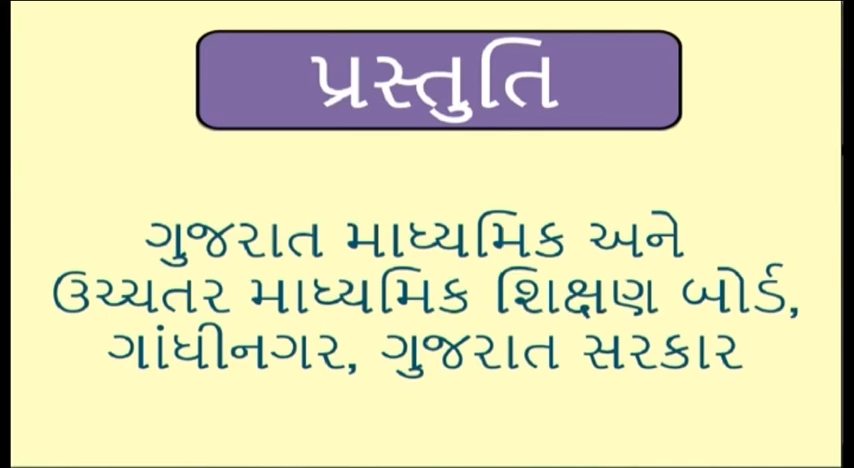 પ્રસ્તુતિ
ગુજરાત માધ્યમિક અને
ઉચ્ચતર માધ્યમિક શિક્ષણ બોર્ડ,
ગાંધીનગર, ગુજરાત સરકાર